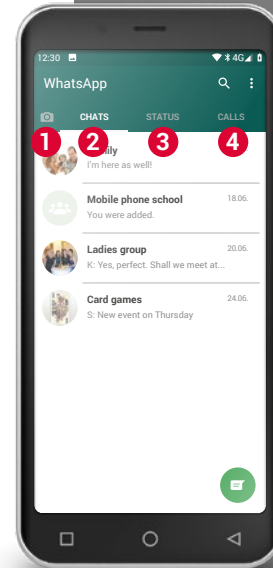 12:30 4G
WhatsApp
CHATS STATUS CALLS
1 2 3 4
I'm here as well!
Mobile phone school 18.06.
You were added.
Ladies group 20.06.
K: Yes, perfect. Shall we meet at...
Card games 24.06.
S: New event on Thursday